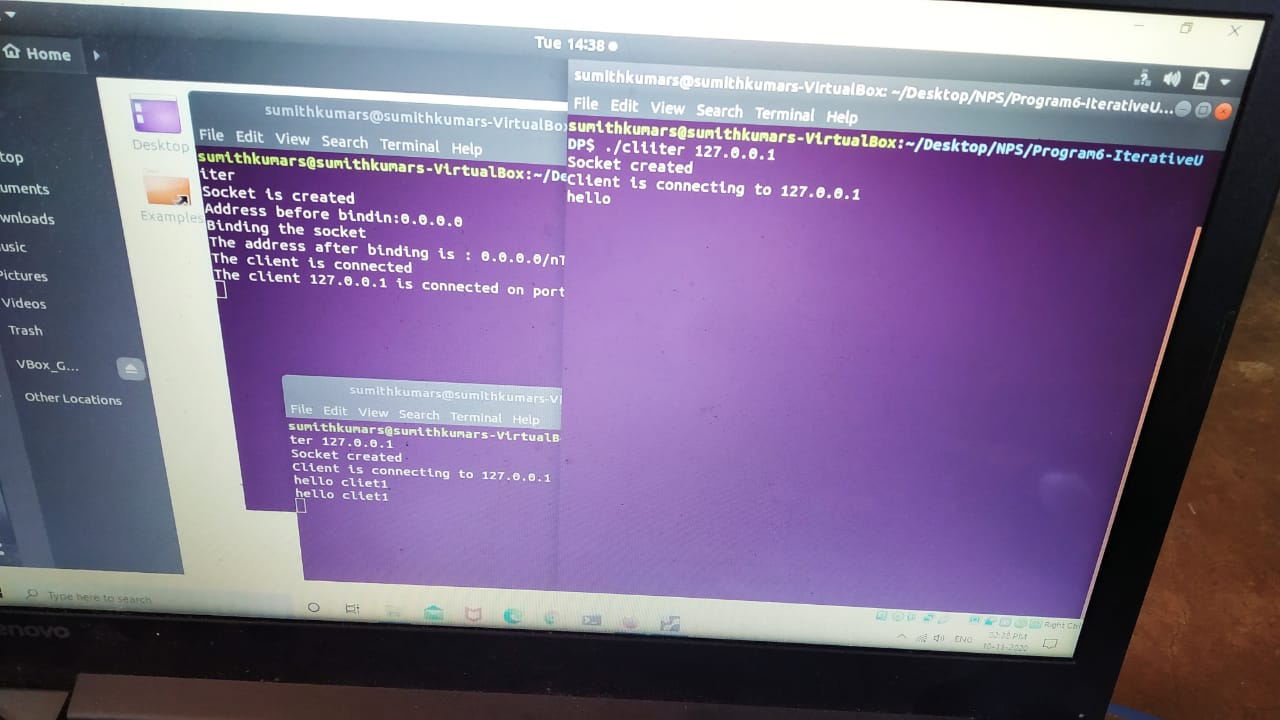 Tue 14:38
Home
top
uments
wnloads
usic
Pictures
Videos
Trash
VBox_G...
Other Locations
Desktop
Examples
sumithkumars@sumithkumars-VirtualBox
File Edit View Search Terminal Help
sumithkumars@sumithkumars-VirtualBox:~/De
iter
Socket is created
Address before bindin:0.0.0.0
Binding the socket
The address after binding is : 0.0.0.0/nT
The client is connected
The client 127.0.0.1 is connected on port
sumithkumars@sumithkumars-V
File Edit View Search Terminal Help
sumithkumars@sumithkumars-VirtualB
ter 127.0.0.1
Socket created
Client is connecting to 127.0.0.1
hello cliet1
hello cliet1
sumithkumars@sumithkumars-VirtualBox: ~/Desktop/NPS/Program6-IterativeU...
File Edit View Search Terminal Help
sumithkumars@sumithkumars-VirtualBox:~/Desktop/NPS/Program6-IterativeU
DP$ ./cliiter 127.0.0.1
Socket created
Client is connecting to 127.0.0.1
hello
Type here to search
Right Ctrl
ENG
02:38 PM
10-11-2020
enovo